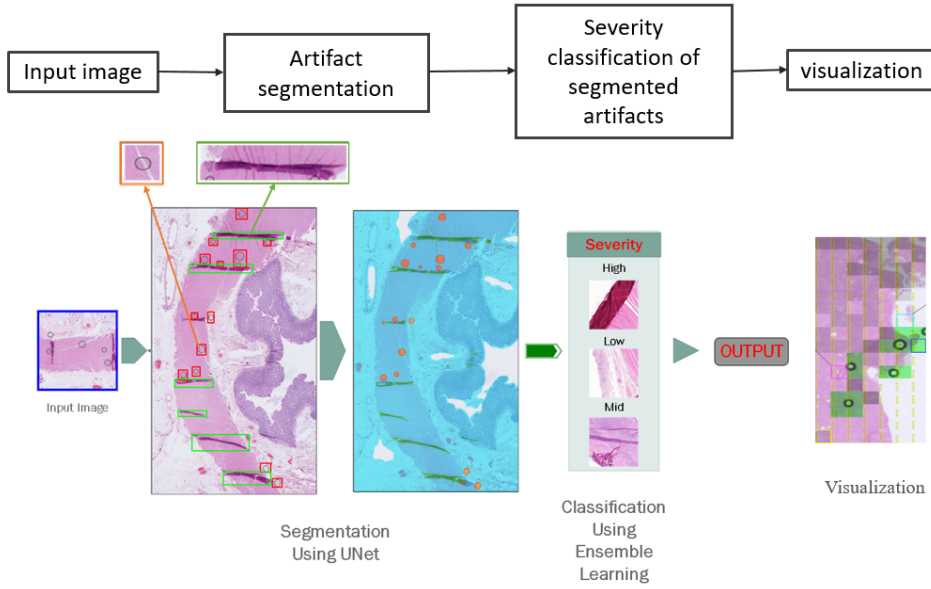 Input image
Artifact
segmentation
Severity
classification of
segmented
artifacts
visualization
Input Image
Severity
High
Low
Mid
OUTPUT
Segmentation
Using UNet
Classification
Using
Ensemble
Learning
Visualization